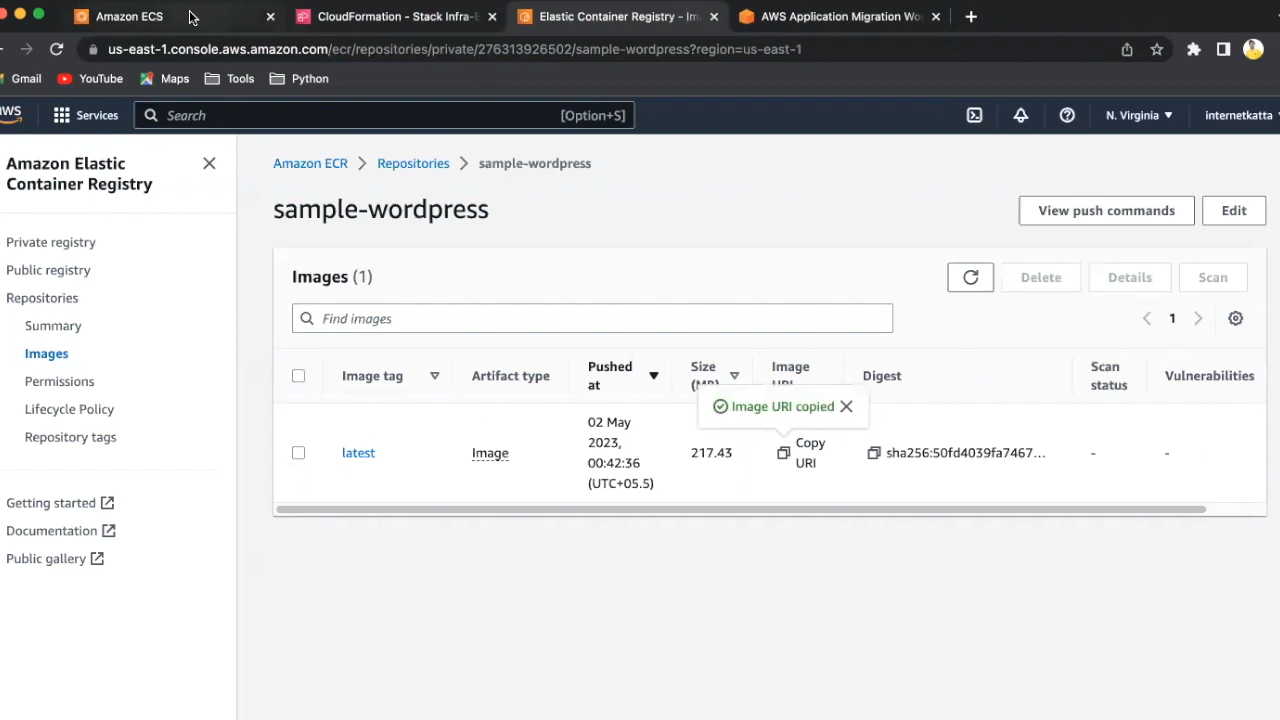 Amazon ECS
CloudFormation - Stack Infra-E
Elastic Container Registry - Im
AWS Application Migration Wo
us-east-1.console.aws.amazon.com/ecr/repositories/private/276313926502/sample-wordpress?region=us-east-1
Gmail
YouTube
Maps
Tools
Python
aws
Services
Search
[Option+S]
N. Virginia
internetkatta
Amazon Elastic
Container Registry
Private registry
Public registry
Repositories
Summary
Images
Permissions
Lifecycle Policy
Repository tags
Getting started
Documentation
Public gallery
Amazon ECR
Repositories
sample-wordpress
sample-wordpress
View push commands
Edit
Images (1)
Delete
Details
Scan
Find images
1
Image tag
Artifact type
Pushed
at
Size
(MB)
Image
URI
Digest
Scan
status
Vulnerabilities
Image URI copied
latest
Image
02 May
2023,
00:42:36
(UTC+05.5)
217.43
Copy
URI
sha256:50fd4039fa7467...
-
-